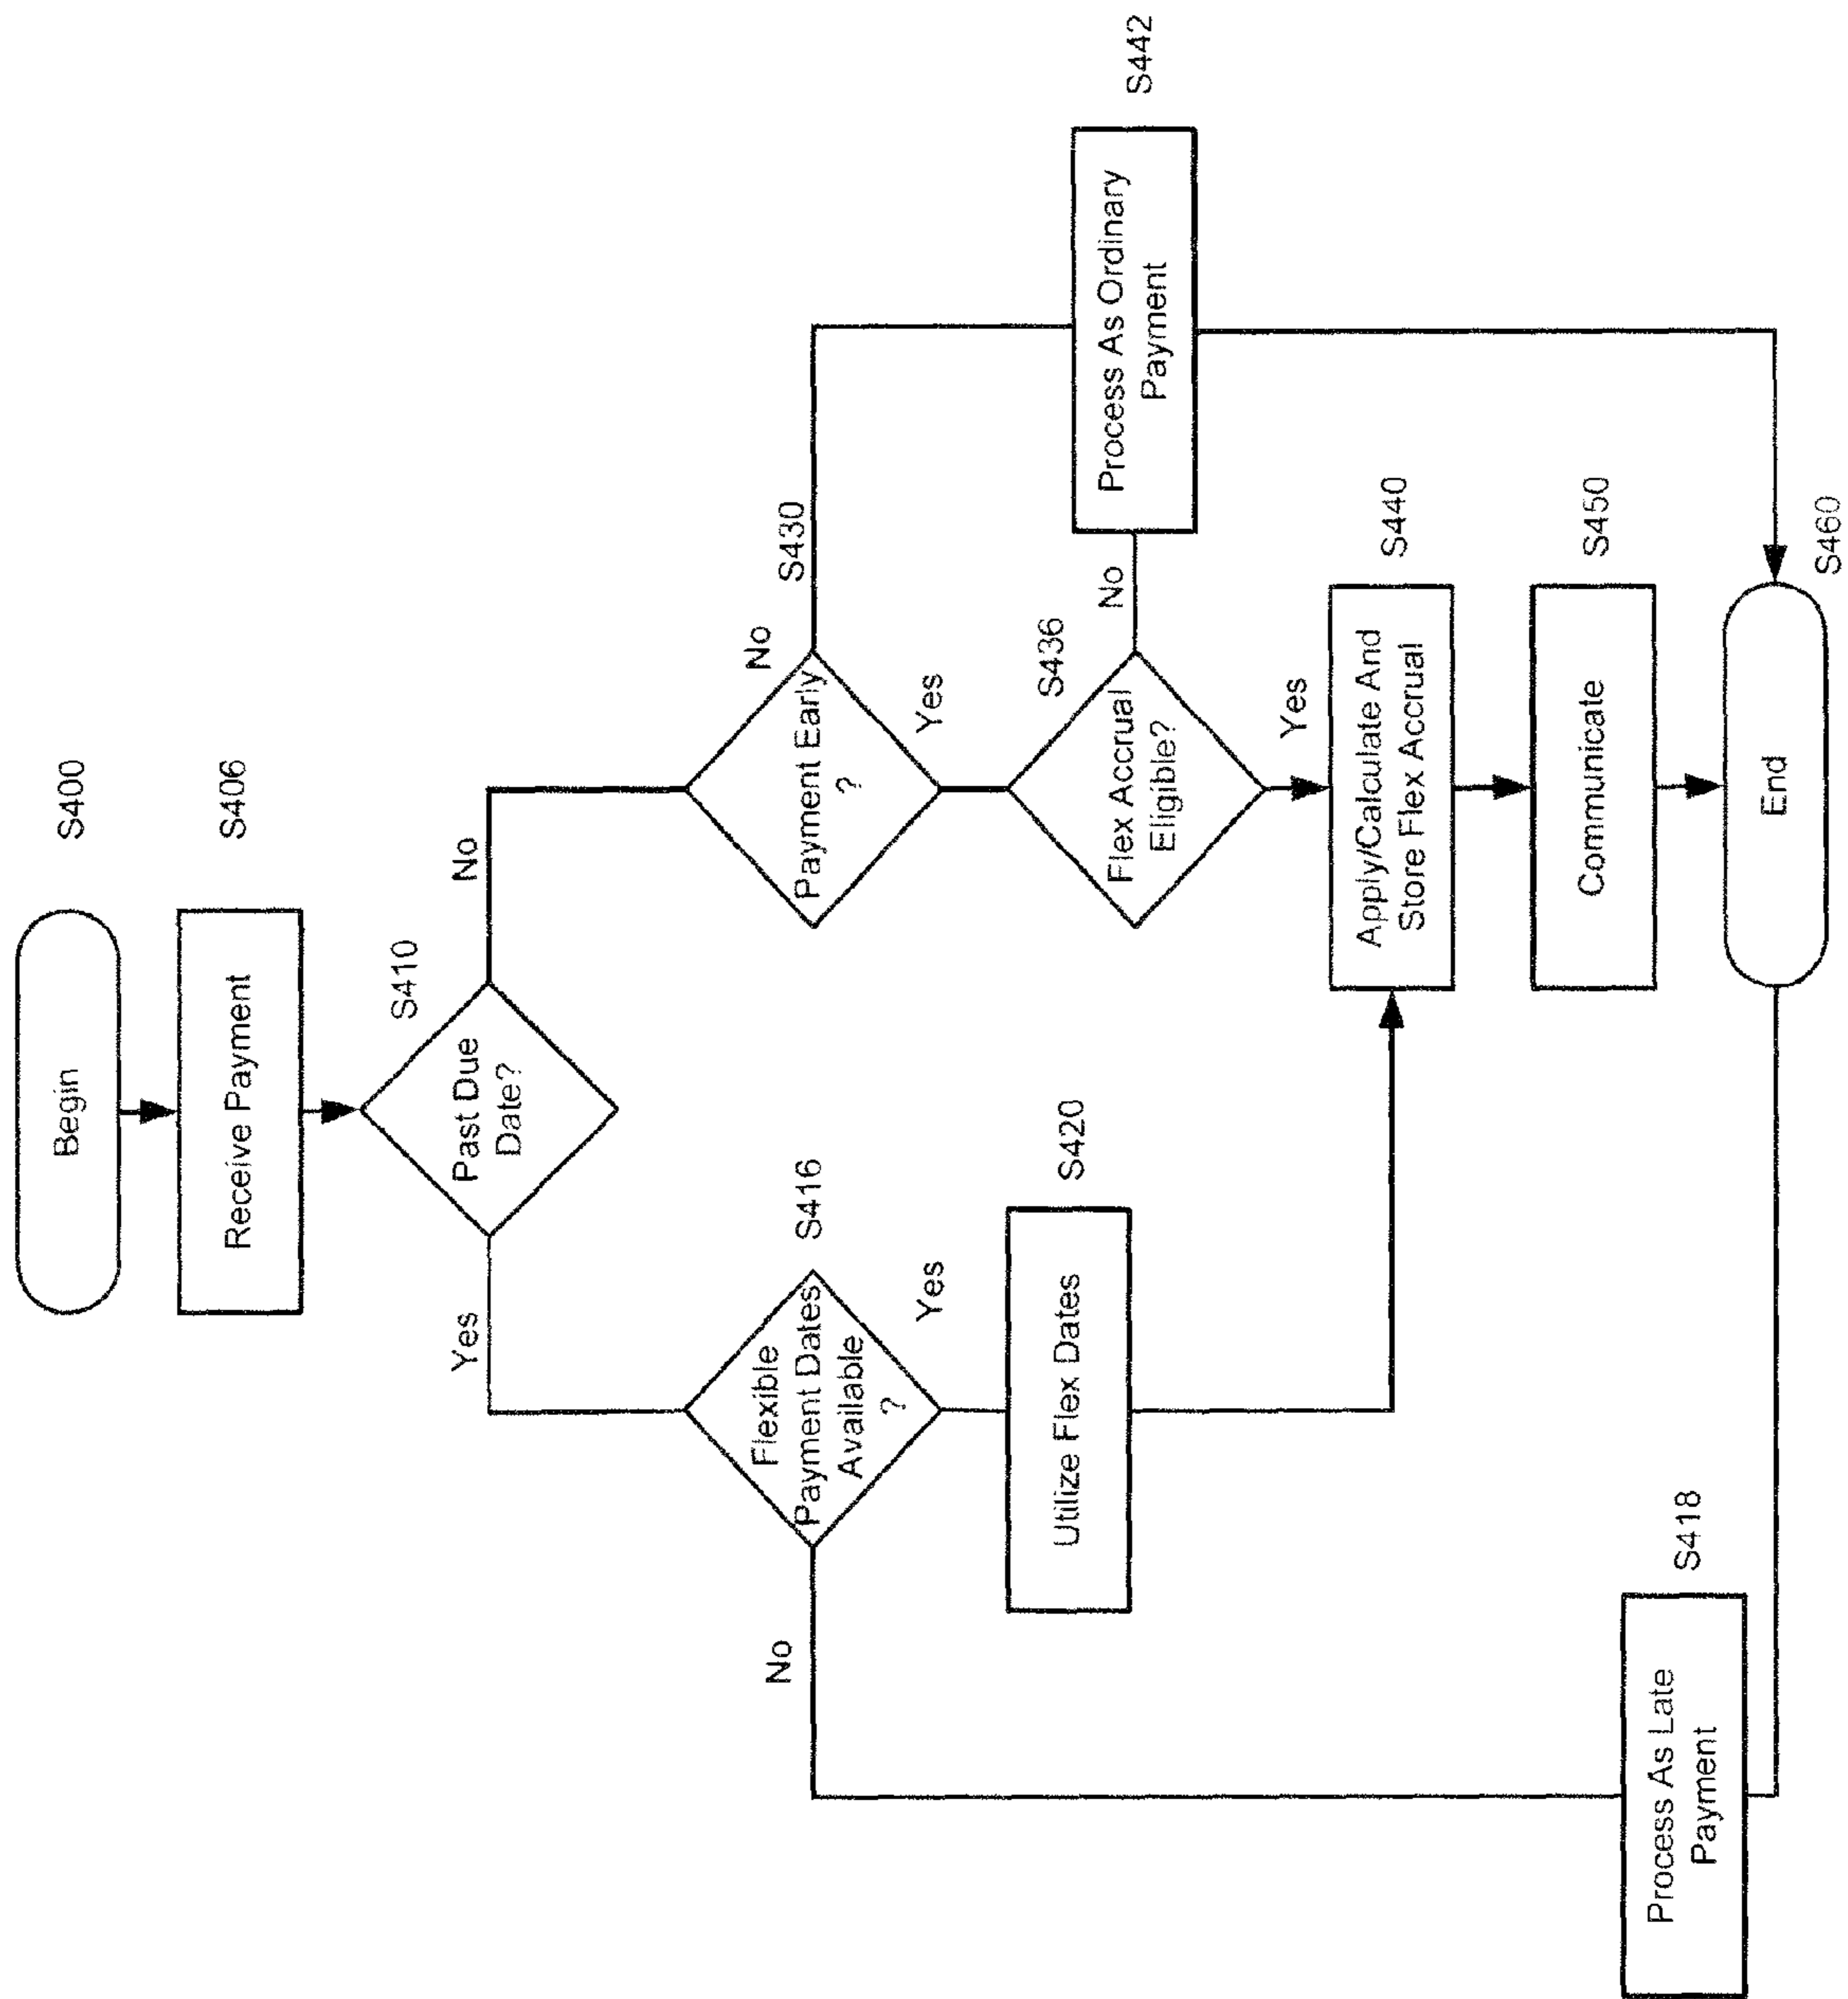 Begin
S400
Receive Payment
S406
Past Due
Date?
S410
Yes
No
Flexible
Payment Dates
Available
?
S416
Payment Early
?
S430
No
No
Yes
Yes
Utilize Flex Dates
S420
Flex Accrual
Eligible?
S436
No
Process As Ordinary
Payment
S442
Yes
Apply/Calculate And
Store Flex Accrual
S440
Communicate
S450
Process As Late
Payment
S418
End
S460